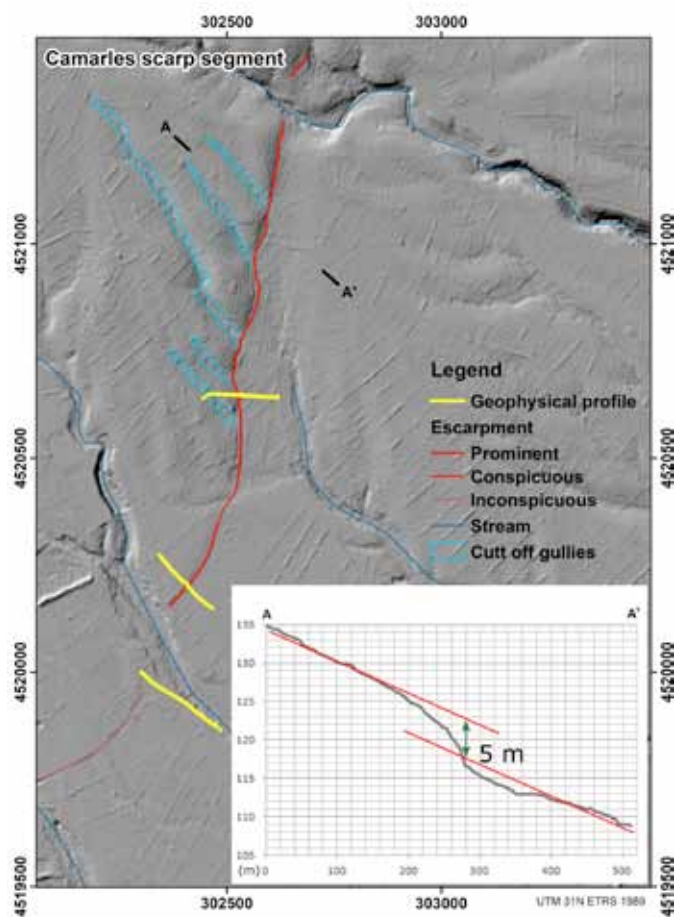 302500 303000
Camarles scarp segment
A
A'
4521000 4521000
4520500 4520500
4520000 4520000
4519500 4519500
Legend
Geophysical profile
Escarpment
Prominent
Conspictuous
Inconspicuous
Stream
Cutt off gullies
A A'
135
130
125
120
115
110
105
5 m
(m) 0 100 200 300 400 500
UTM 31N ETRS 1989
302500 303000